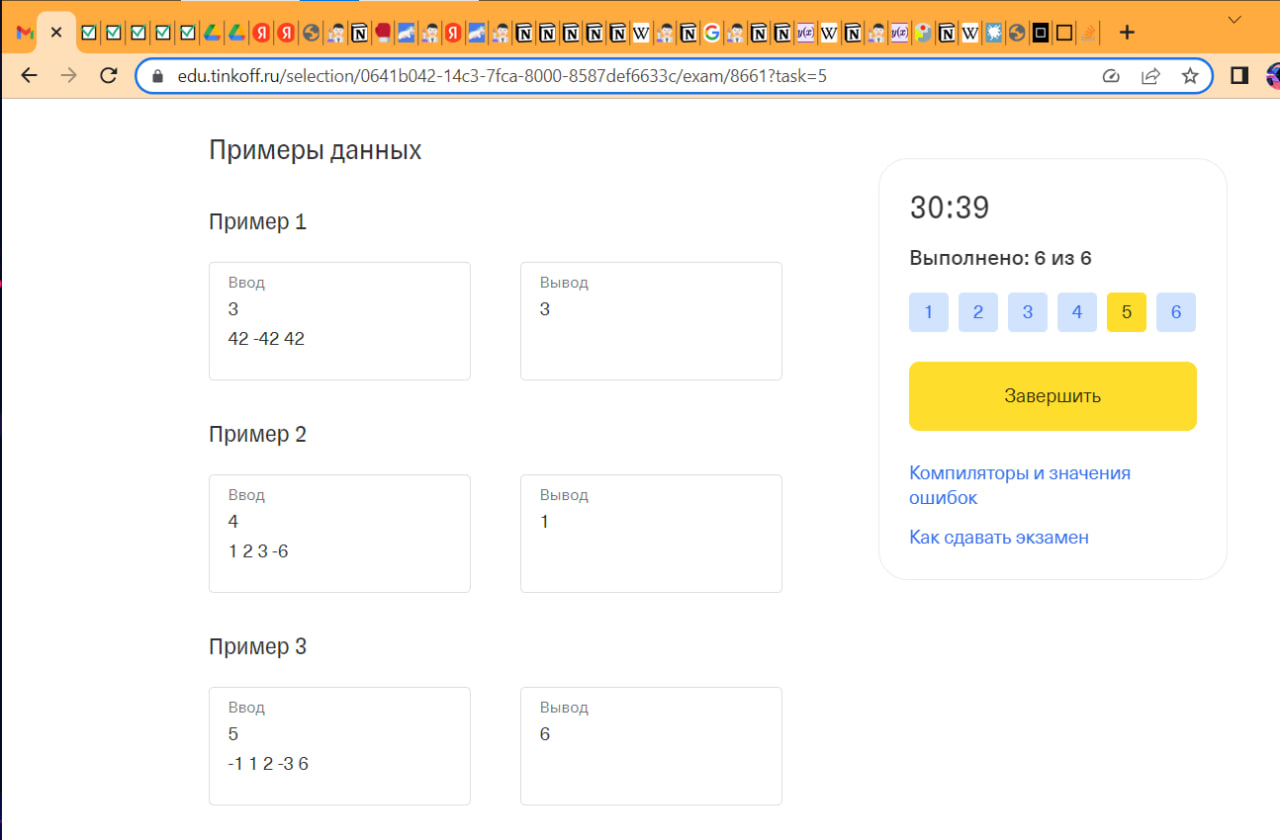 edu.tinkoff.ru/selection/0641b042-14c3-7fca-8000-8587def6633c/exam/8661?task=5
Примеры данных
Пример 1
Ввод
3
42 -42 42
Вывод
3
Пример 2
Ввод
4
1 2 3 -6
Вывод
1
Пример 3
Ввод
5
-1 1 2 -3 6
Вывод
6
30:39
Выполнено: 6 из 6
1 2 3 4 5 6
Завершить
Компиляторы и значения
ошибок
Как сдавать экзамен